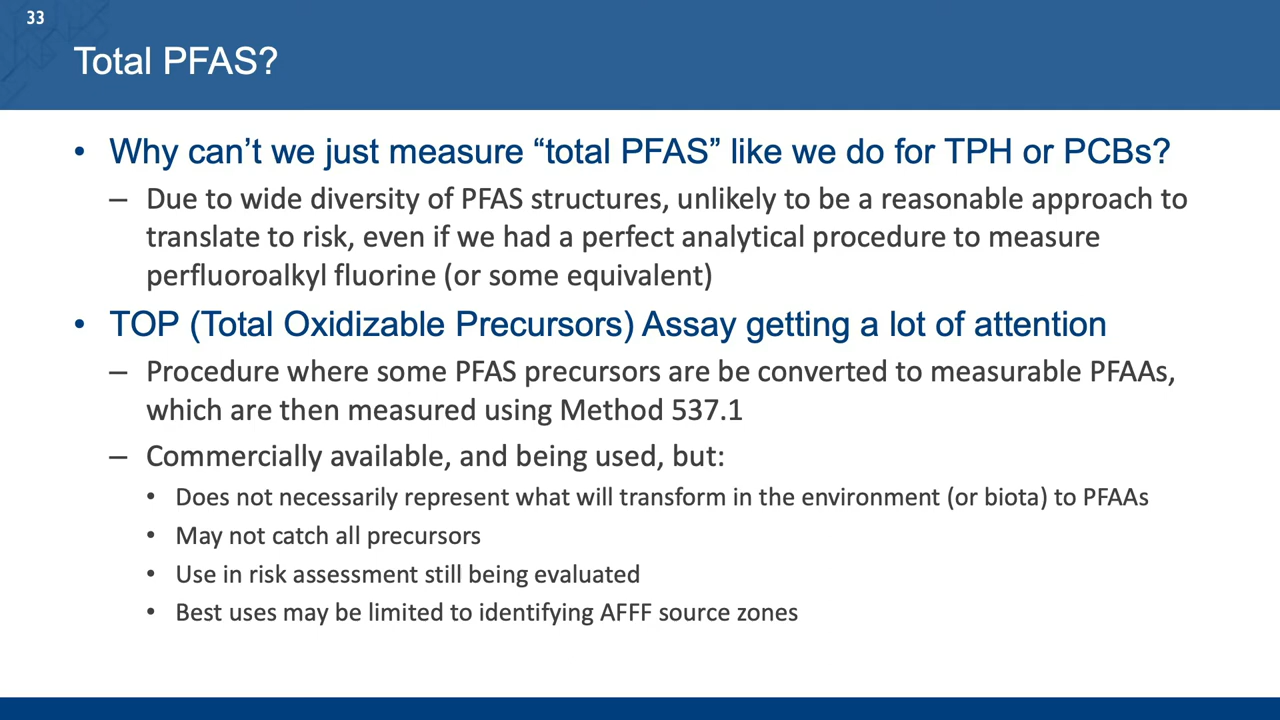 33
Total PFAS?
• Why can’t we just measure “total PFAS” like we do for TPH or PCBs?
– Due to wide diversity of PFAS structures, unlikely to be a reasonable approach to
translate to risk, even if we had a perfect analytical procedure to measure
perfluoroalkyl fluorine (or some equivalent)
• TOP (Total Oxidizable Precursors) Assay getting a lot of attention
– Procedure where some PFAS precursors are be converted to measurable PFAAs,
which are then measured using Method 537.1
– Commercially available, and being used, but:
• Does not necessarily represent what will transform in the environment (or biota) to PFAAs
• May not catch all precursors
• Use in risk assessment still being evaluated
• Best uses may be limited to identifying AFFF source zones